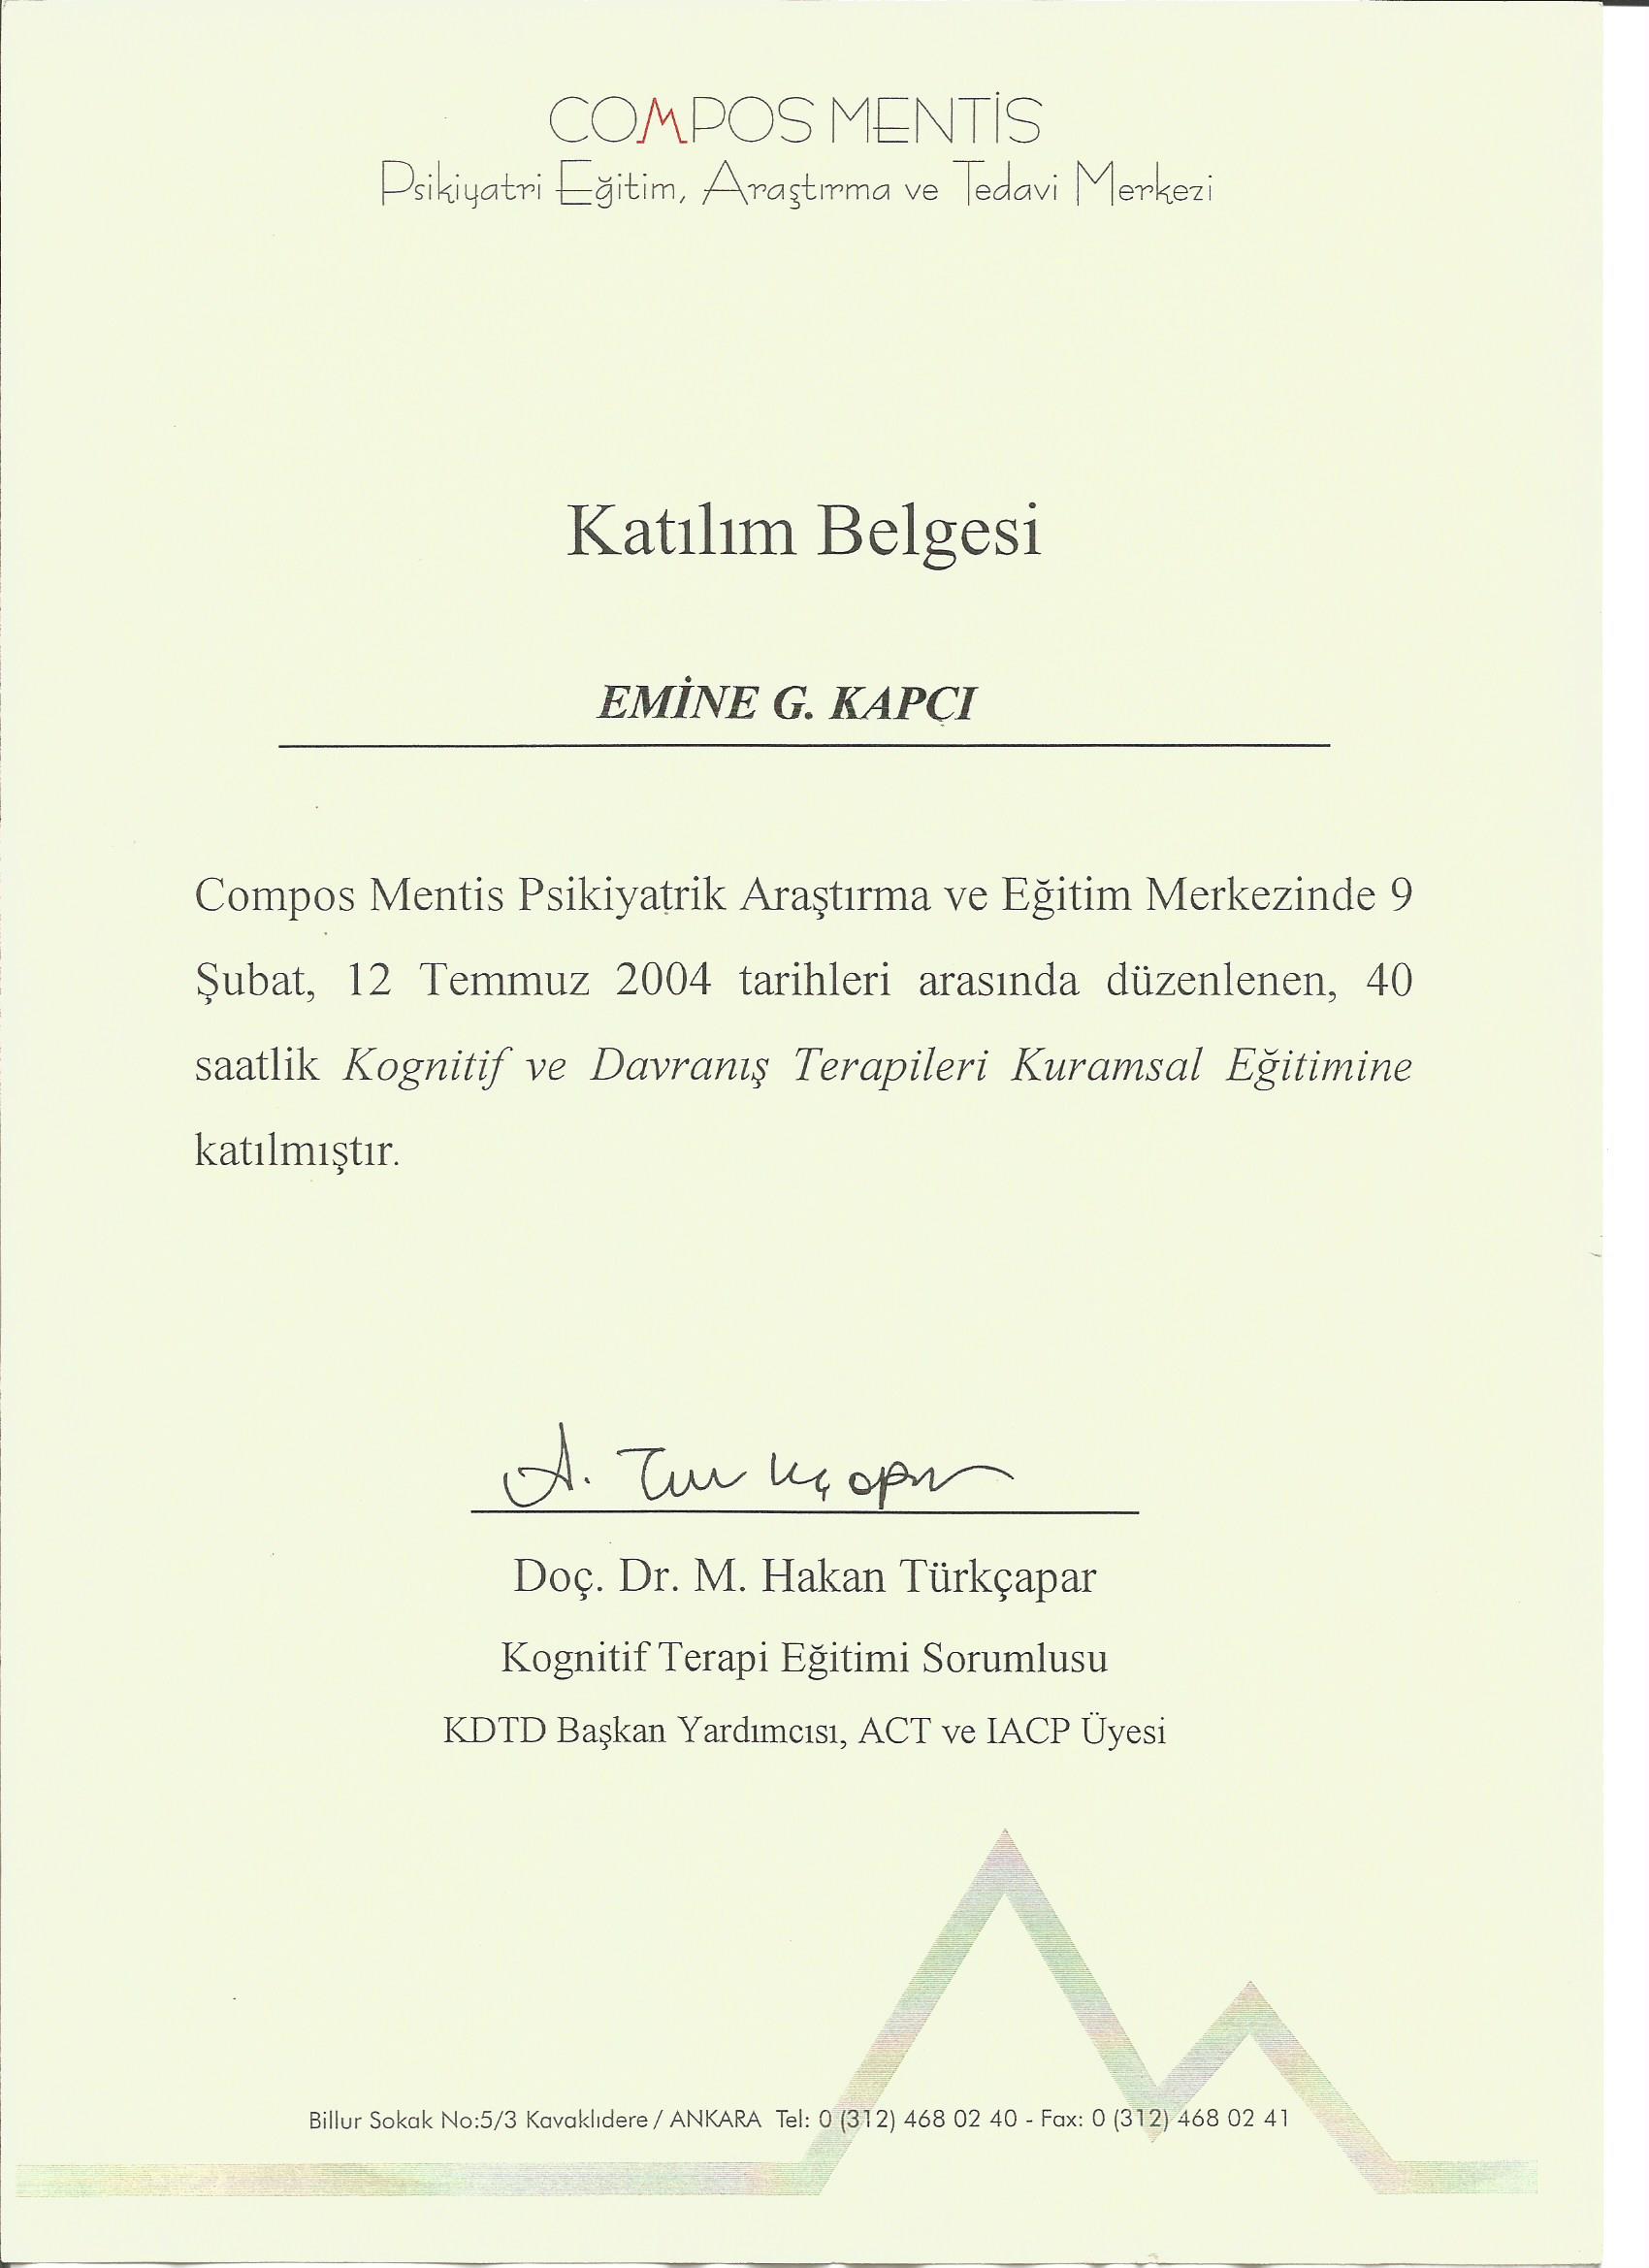 COMPOS MENTİS
Psikiyatri Eğitim, Araştırma ve Tedavi Merkezi
Katılım Belgesi
EMİNE G. KAPÇI
Compos Mentis Psikiyatrik Araştırma ve Eğitim Merkezinde 9
Şubat, 12 Temmuz 2004 tarihleri arasında düzenlenen, 40
saatlik Kognitif ve Davranış Terapileri Kuramsal Eğitimine
katılmıştır.
Doç. Dr. M. Hakan Türkçapar
Kognitif Terapi Eğitimi Sorumlusu
KDTD Başkan Yardımcısı, ACT ve IACP Üyesi
Billur Sokak No:5/3 Kavaklıdere / ANKARA Tel: 0 (312) 468 02 40 - Fax: 0 (312) 468 02 41